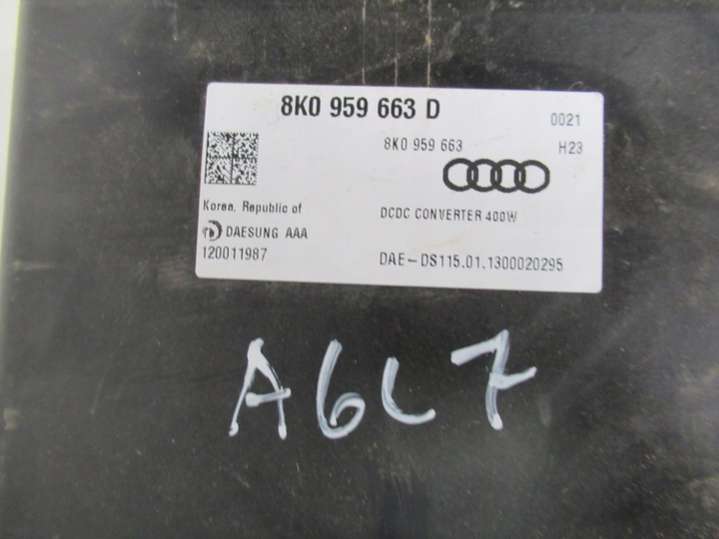 8K0 959 663 D
0021
8K0 959 663
H23
Korea, Republic of
DCDC CONVERTER 400W
DAESUNG AAA
120011987
DAE-DS115.01.1300020295
A6L7